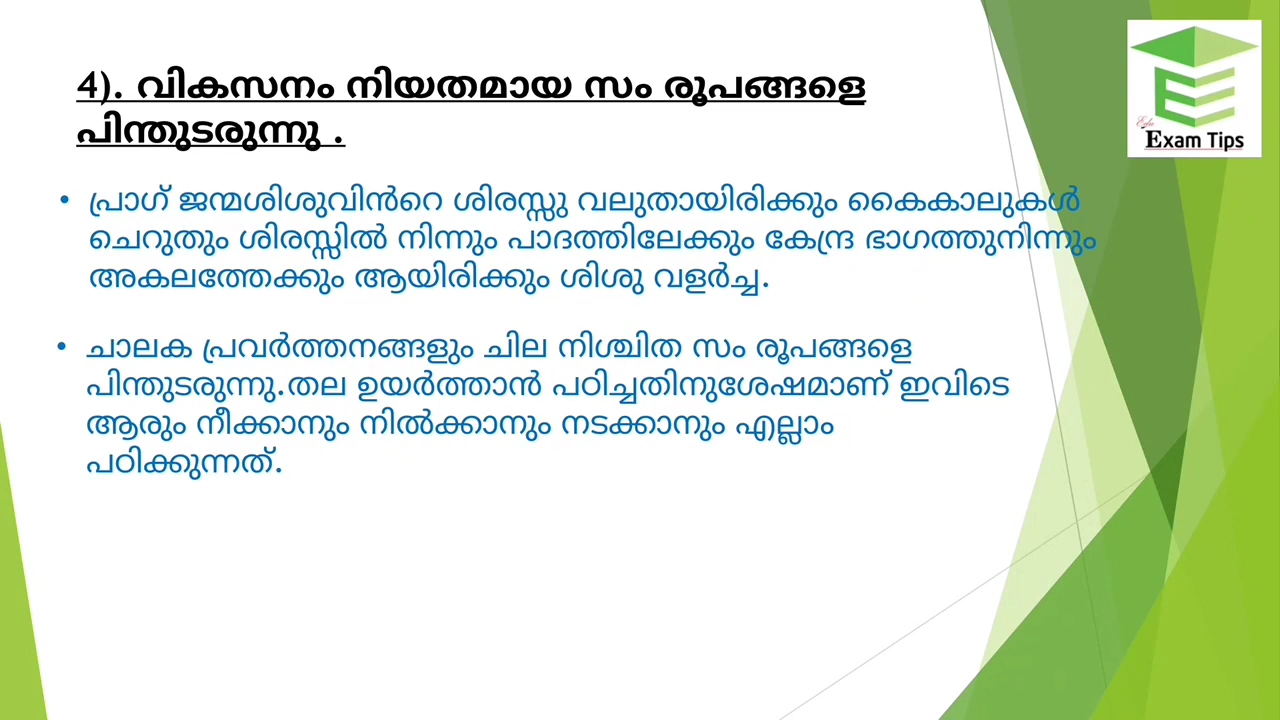 4). വികസനം നിയതമായ സം രൂപങ്ങളെ
പിന്തുടരുന്നു .
• പ്രാഗ് ജന്മശിശുവിൻറെ ശിരസ്സു വലുതായിരിക്കും കൈകാലുകൾ
ചെറുതും ശിരസ്സിൽ നിന്നും പാദത്തിലേക്കും കേന്ദ്ര ഭാഗത്തുനിന്നും
അകലത്തേക്കും ആയിരിക്കും ശിശു വളർച്ച.
• ചാലക പ്രവർത്തനങ്ങളും ചില നിശ്ചിത സം രൂപങ്ങളെ
പിന്തുടരുന്നു.തല ഉയർത്താൻ പഠിച്ചതിനുശേഷമാണ് ഇവിടെ
ആരും നീക്കാനും നിൽക്കാനും നടക്കാനും എല്ലാം
പഠിക്കുന്നത്.
Edu
Exam Tips